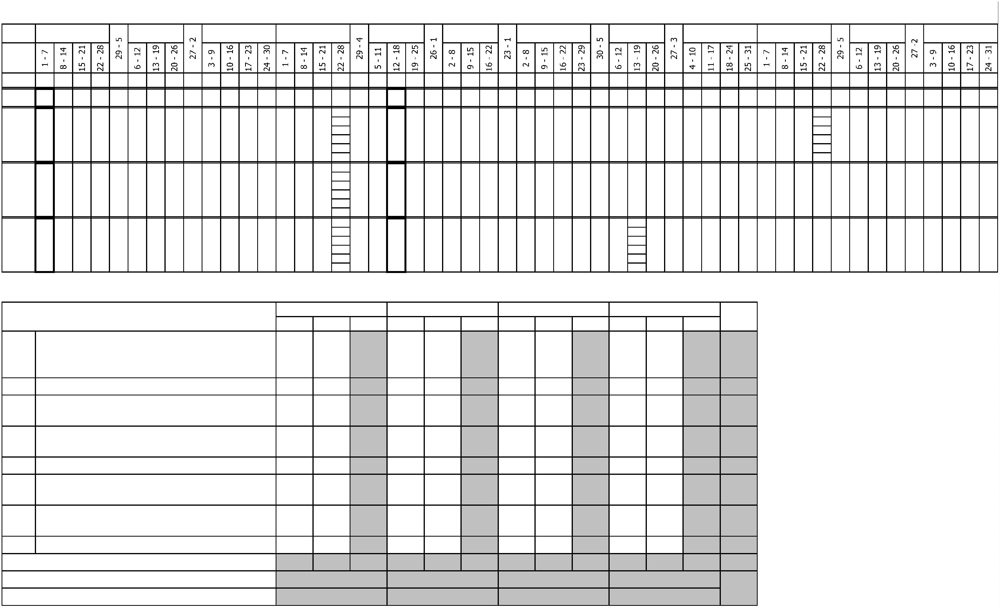 1 - 7
8 - 14
15 - 21
22 - 28
29 - 5
6 - 12
13 - 19
20 - 26
27 - 2
3 - 9
10 - 16
17 - 23
24 - 30
1 - 7
8 - 14
15 - 21
22 - 28
29 - 4
5 - 11
12 - 18
19 - 25
26 - 1
2 - 8
9 - 15
16 - 22
23 - 1
2 - 8
9 - 15
16 - 22
23 - 29
30 - 5
6 - 12
13 - 19
20 - 26
27 - 3
4 - 10
11 - 17
18 - 24
25 - 31
1 - 7
8 - 14
15 - 21
22 - 28
29 - 5
6 - 12
13 - 19
20 - 26
27 - 2
3 - 9
10 - 16
17 - 23
24 - 31